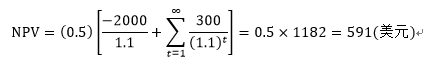 NPV = (0.5) [ -2000/1.1 + ∑_{t=1}^{∞} 300/(1.1)^t ] = 0.5 × 1182 = 591(美元)↵